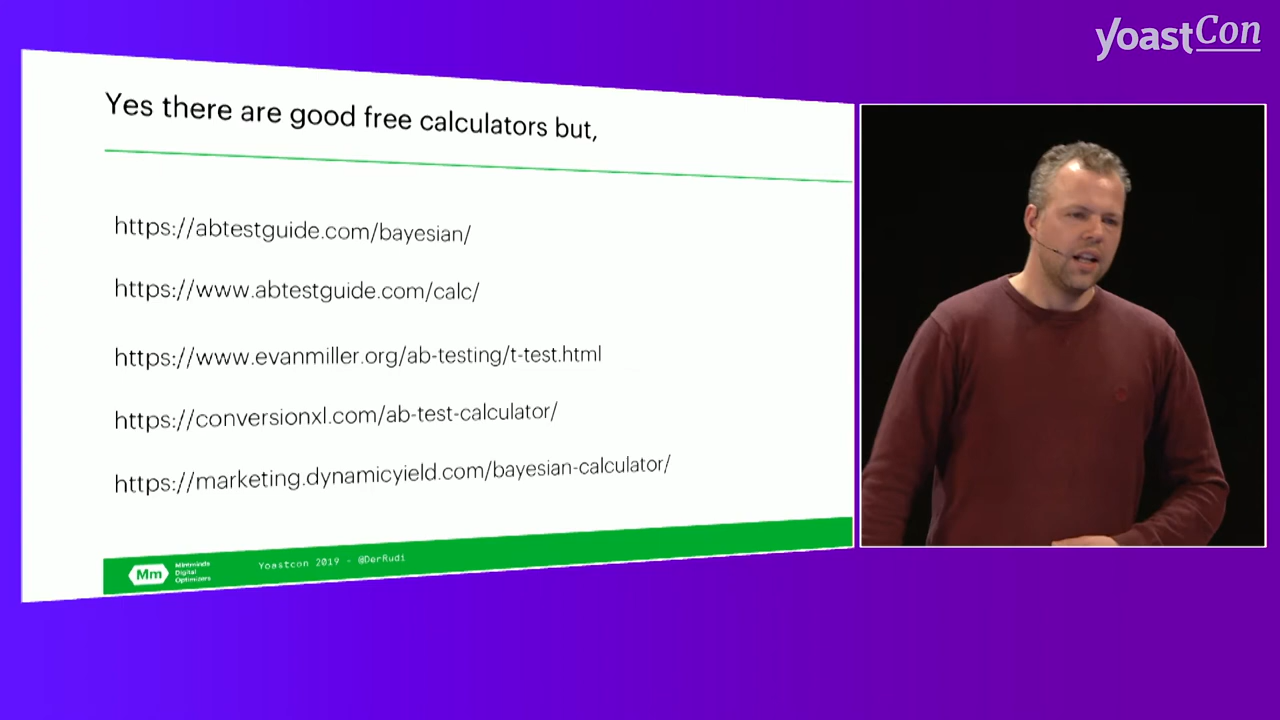 yoastCon
Yes there are good free calculators but,
https://abtestguide.com/bayesian/
https://www.abtestguide.com/calc/
https://www.evanmiller.org/ab-testing/t-test.html
https://conversionxl.com/ab-test-calculator/
https://marketing.dynamicyield.com/bayesian-calculator/
Mm
Mintminds
Digital
Optimizers
Yoastcon 2019 - @DerRudi